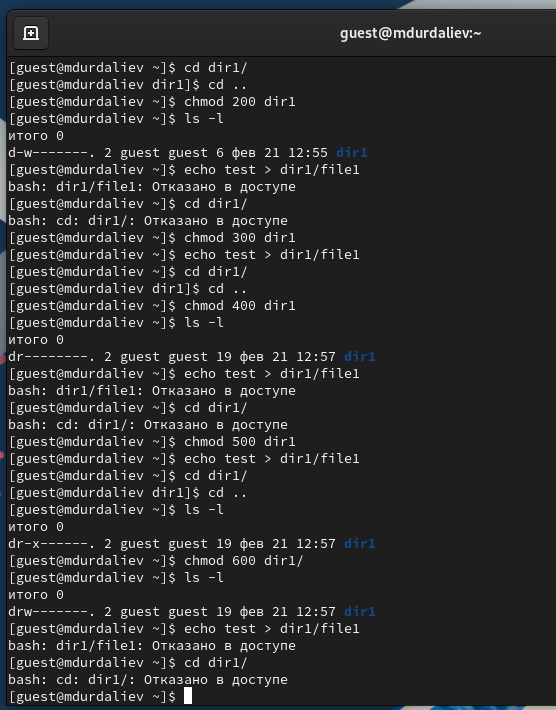 guest@mdurdaliev:~
[guest@mdurdaliev ~]$ cd dir1/
[guest@mdurdaliev dir1]$ cd ..
[guest@mdurdaliev ~]$ chmod 200 dir1
[guest@mdurdaliev ~]$ ls -l
итого 0
d-w-------. 2 guest guest 6 фев 21 12:55 dir1
[guest@mdurdaliev ~]$ echo test > dir1/file1
bash: dir1/file1: Отказано в доступе
[guest@mdurdaliev ~]$ cd dir1/
bash: cd: dir1/: Отказано в доступе
[guest@mdurdaliev ~]$ chmod 300 dir1
[guest@mdurdaliev ~]$ echo test > dir1/file1
[guest@mdurdaliev ~]$ cd dir1/
[guest@mdurdaliev dir1]$ cd ..
[guest@mdurdaliev ~]$ chmod 400 dir1
[guest@mdurdaliev ~]$ ls -l
итого 0
dr--------. 2 guest guest 19 фев 21 12:57 dir1
[guest@mdurdaliev ~]$ echo test > dir1/file1
bash: dir1/file1: Отказано в доступе
[guest@mdurdaliev ~]$ cd dir1/
bash: cd: dir1/: Отказано в доступе
[guest@mdurdaliev ~]$ chmod 500 dir1
[guest@mdurdaliev ~]$ echo test > dir1/file1
[guest@mdurdaliev ~]$ cd dir1/
[guest@mdurdaliev dir1]$ cd ..
[guest@mdurdaliev ~]$ ls -l
итого 0
dr-x------. 2 guest guest 19 фев 21 12:57 dir1
[guest@mdurdaliev ~]$ chmod 600 dir1/
[guest@mdurdaliev ~]$ ls -l
итого 0
drw-------. 2 guest guest 19 фев 21 12:57 dir1
[guest@mdurdaliev ~]$ echo test > dir1/file1
bash: dir1/file1: Отказано в доступе
[guest@mdurdaliev ~]$ cd dir1/
bash: cd: dir1/: Отказано в доступе
[guest@mdurdaliev ~]$